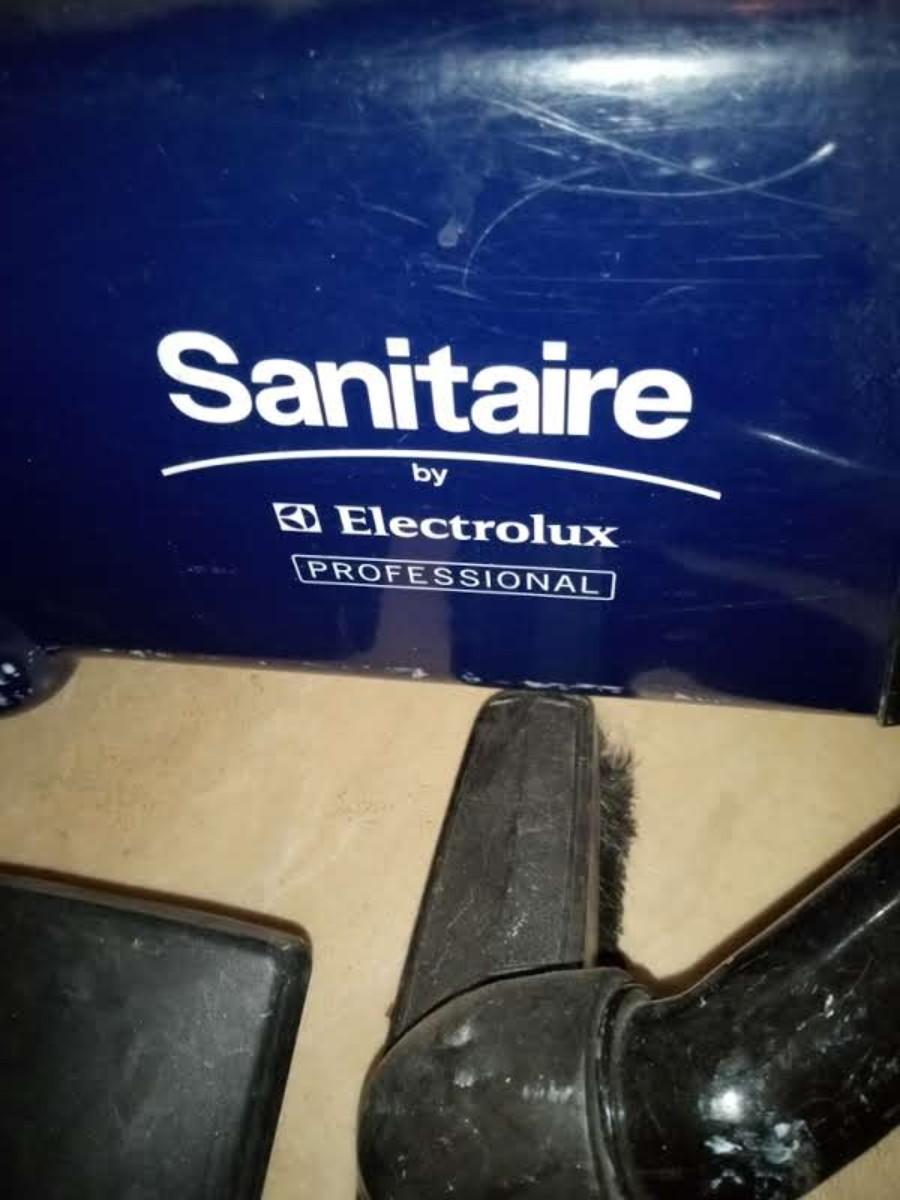 Sanitaire
by
Electrolux
PROFESSIONAL